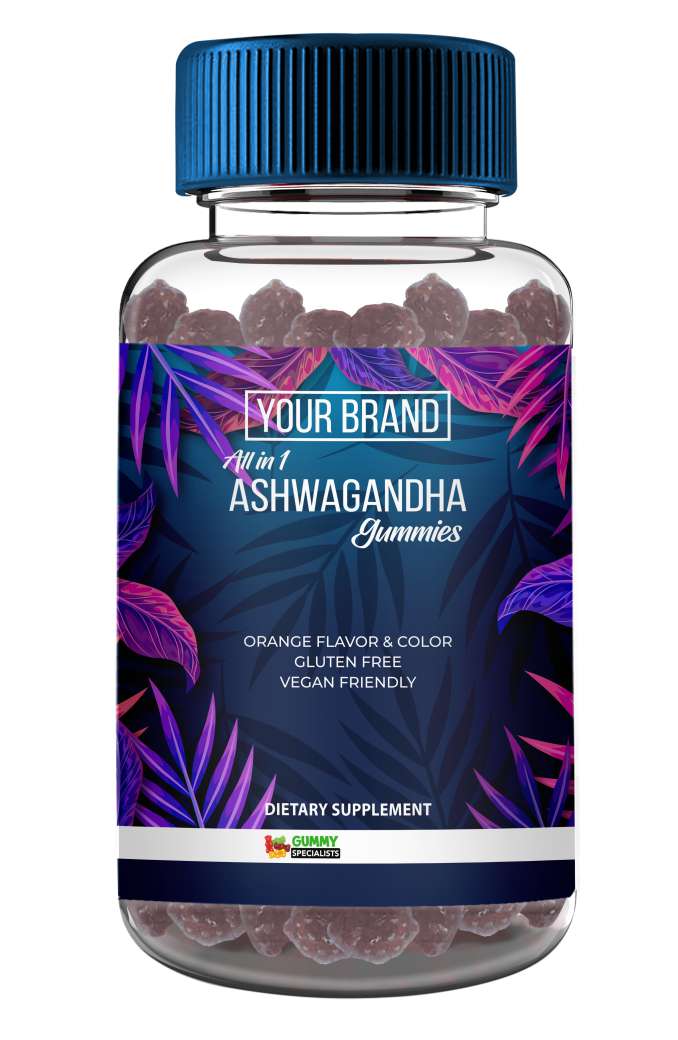 YOUR BRAND
All in 1
ASHWAGANDHA
gummies
ORANGE FLAVOR & COLOR
GLUTEN FREE
VEGAN FRIENDLY
DIETARY SUPPLEMENT
GUMMY
SPECIALISTS